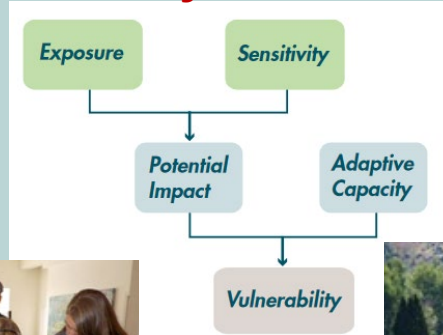 Exposure
Sensitivity
Potential
Impact
Adaptive
Capacity
Vulnerability